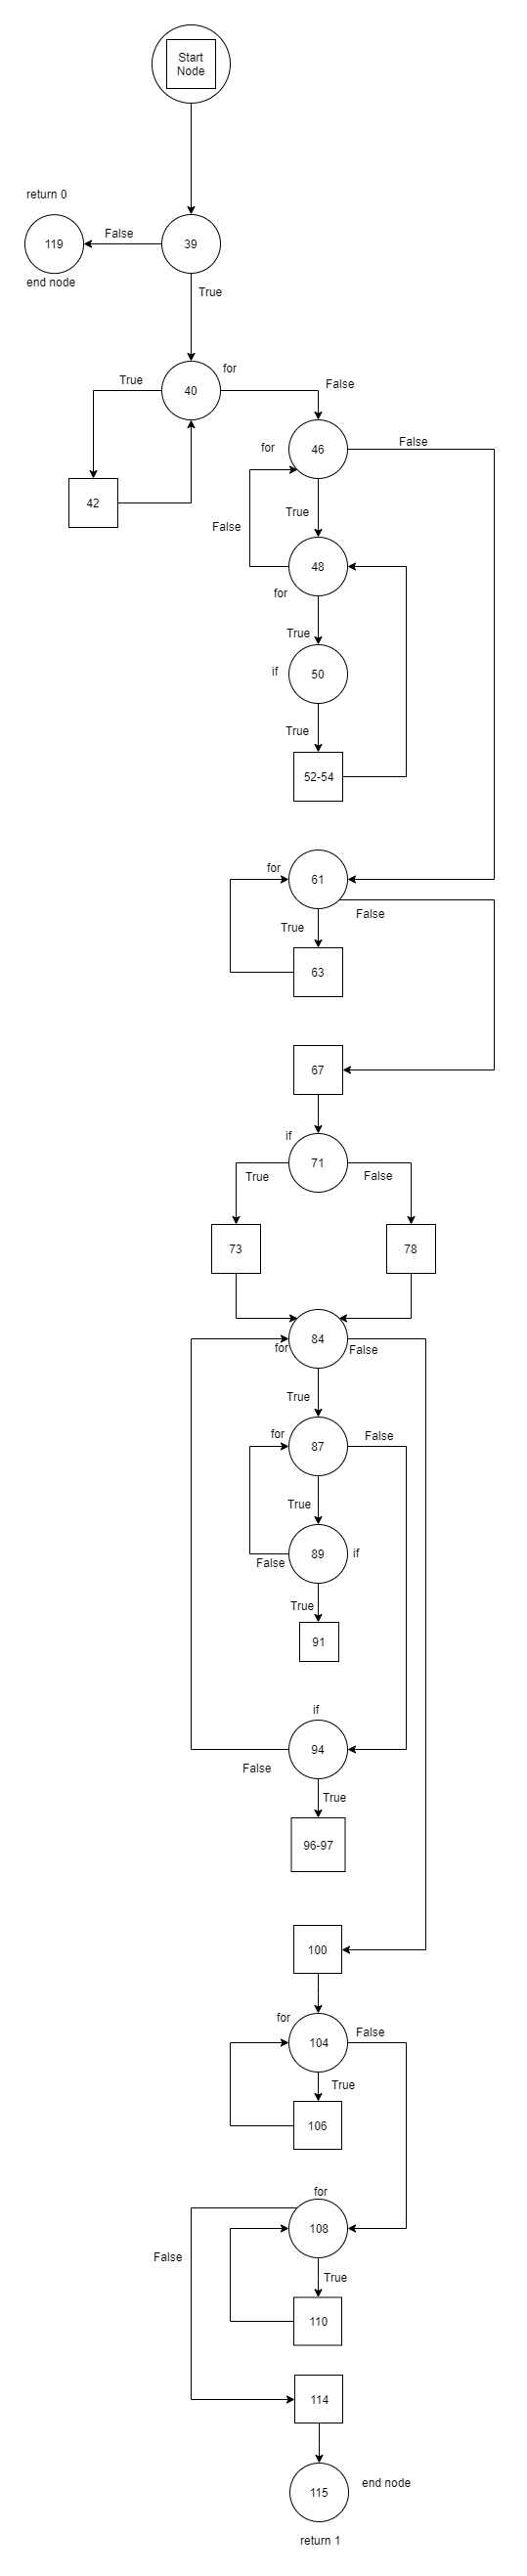 Start
Node
return 0
119
False
39
end node
True
for
True
40
False
for
46
False
42
True
False
48
for
True
if
50
True
52-54
for
61
True
False
63
67
if
71
True
False
73
78
84
for
False
True
for
87
False
True
89
if
False
True
91
if
94
False
True
96-97
100
for
104
False
True
106
for
108
False
True
110
114
115
end node
return 1